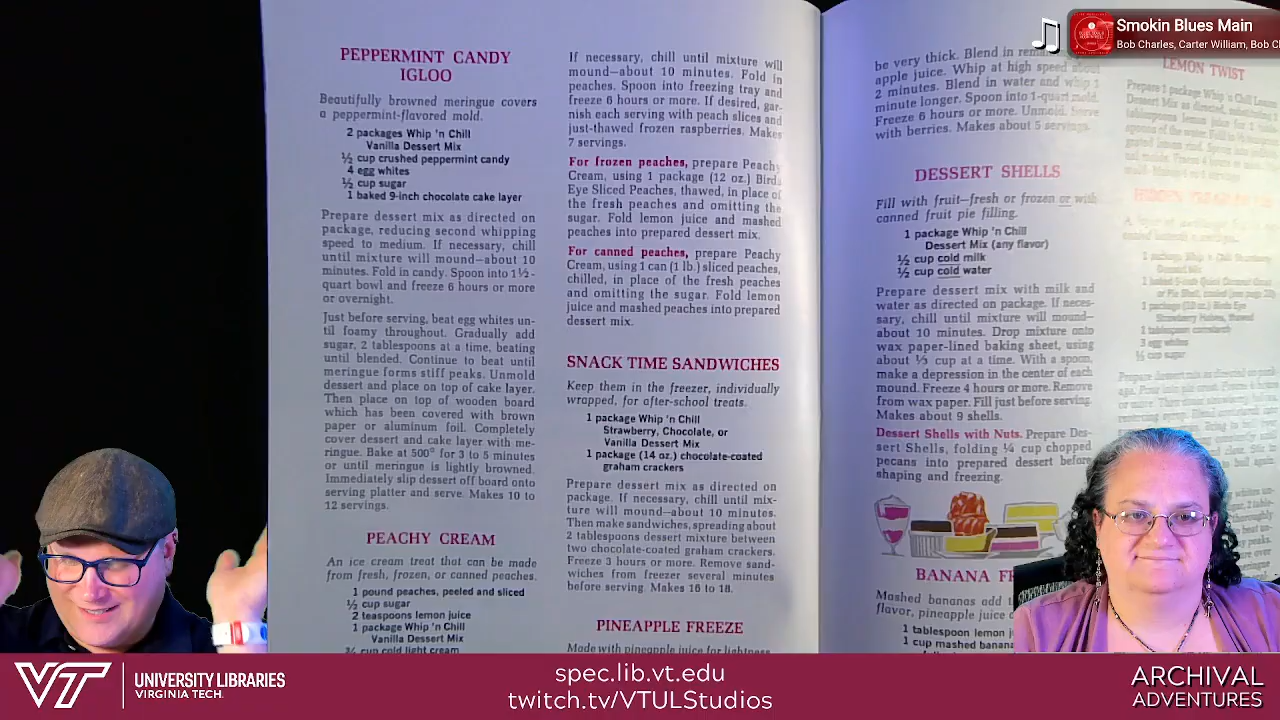 PEPPERMINT CANDY
IGLOO
Beautifully browned meringue covers
a peppermint-flavored mold.
2 packages Whip 'n Chill
Vanilla Dessert Mix
½ cup crushed peppermint candy
4 egg whites
½ cup sugar
1 baked 9-inch chocolate cake layer
Prepare dessert mix as directed on
package, reducing second whipping
speed to medium. If necessary, chill
until mixture will mound—about 10
minutes. Fold in candy. Spoon into 1½-
quart bowl and freeze 6 hours or more
or overnight.
Just before serving, beat egg whites un-
til foamy throughout. Gradually add
sugar, 2 tablespoons at a time, beating
until blended. Continue to beat until
meringue forms stiff peaks. Unmold
dessert and place on top of cake layer.
Then place on top of wooden board
which has been covered with brown
paper or aluminum foil. Completely
cover dessert and cake layer with me-
ringue. Bake at 500° for 3 to 5 minutes
or until meringue is lightly browned.
Immediately slip dessert off board onto
serving platter and serve. Makes 10 to
12 servings.
PEACHY CREAM
An ice cream treat that can be made
from fresh, frozen, or canned peaches.
1 pound peaches, peeled and sliced
½ cup sugar
2 teaspoons lemon juice
1 package Whip 'n Chill
Vanilla Dessert Mix
cup cold light cream
If necessary, chill until mixture will
mound—about 10 minutes. Fold in
peaches. Spoon into freezing tray and
freeze 6 hours or more. If desired, gar-
nish each serving with peach slices and
just-thawed frozen raspberries. Makes
7 servings.
For frozen peaches, prepare Peachy
Cream, using 1 package (12 oz.) Birds
Eye Sliced Peaches, thawed, in place of
the fresh peaches and omitting the
sugar. Fold lemon juice and mashed
peaches into prepared dessert mix.
For canned peaches, prepare Peachy
Cream, using 1 can (1 lb.) sliced peaches,
chilled, in place of the fresh peaches
and omitting the sugar. Fold lemon
juice and mashed peaches into prepared
dessert mix.
SNACK TIME SANDWICHES
Keep them in the freezer, individually
wrapped, for after-school treats.
1 package Whip 'n Chill
Strawberry, Chocolate, or
Vanilla Dessert Mix
1 package (14 oz.) chocolate-coated
graham crackers
Prepare dessert mix as directed on
package. If necessary, chill until mix-
ture will mound—about 10 minutes.
Then make sandwiches, spreading about
2 tablespoons dessert mixture between
two chocolate-coated graham crackers.
Freeze 3 hours or more. Remove sand-
wiches from freezer several minutes
before serving. Makes 16 to 18.
PINEAPPLE FREEZE
Made with pineapple juice for lightness
be very thick. Blend in
apple juice. Whip at high speed about
2 minutes. Blend in water and whip 1
minute longer. Spoon into 1-quart mold.
Freeze 6 hours or more. Unmold. Serve
with berries. Makes about 5 servings.
DESSERT SHELLS
Fill with fruit—fresh or frozen or with
canned fruit pie filling.
1 package Whip 'n Chill
Dessert Mix (any flavor)
½ cup cold milk
½ cup cold water
Prepare dessert mix with milk and
water as directed on package. If neces-
sary, chill until mixture will mound—
about 10 minutes. Drop mixture onto
wax paper-lined baking sheet, using
about ⅓ cup at a time. With a spoon,
make a depression in the center of each
mound. Freeze 4 hours or more. Remove
from wax paper. Fill just before serving.
Makes about 9 shells.
Dessert Shells with Nuts. Prepare Des-
sert Shells, folding ¼ cup chopped
pecans into prepared dessert before
shaping and freezing.
BANANA FR
Mashed bananas add
flavor, pineapple juice
1 tablespoon lemon
1 cup mashed banana
LEMON TWIST
Smokin Blues Main
Bob Charles, Carter William, Bob C
VT
UNIVERSITY LIBRARIES
VIRGINIA TECH.
spec.lib.vt.edu
twitch.tv/VTULStudios
ARCHIVAL
ADVENTURES